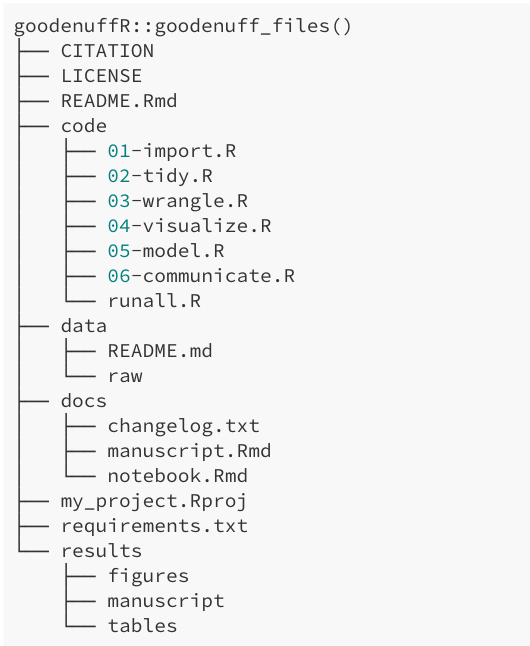 goodenuffR::goodenuff_files()
├── CITATION
├── LICENSE
├── README.Rmd
├── code
│   ├── 01-import.R
│   ├── 02-tidy.R
│   ├── 03-wrangle.R
│   ├── 04-visualize.R
│   ├── 05-model.R
│   ├── 06-communicate.R
│   └── runall.R
├── data
│   ├── README.md
│   └── raw
├── docs
│   ├── changelog.txt
│   ├── manuscript.Rmd
│   └── notebook.Rmd
├── my_project.Rproj
├── requirements.txt
└── results
    ├── figures
    ├── manuscript
    └── tables